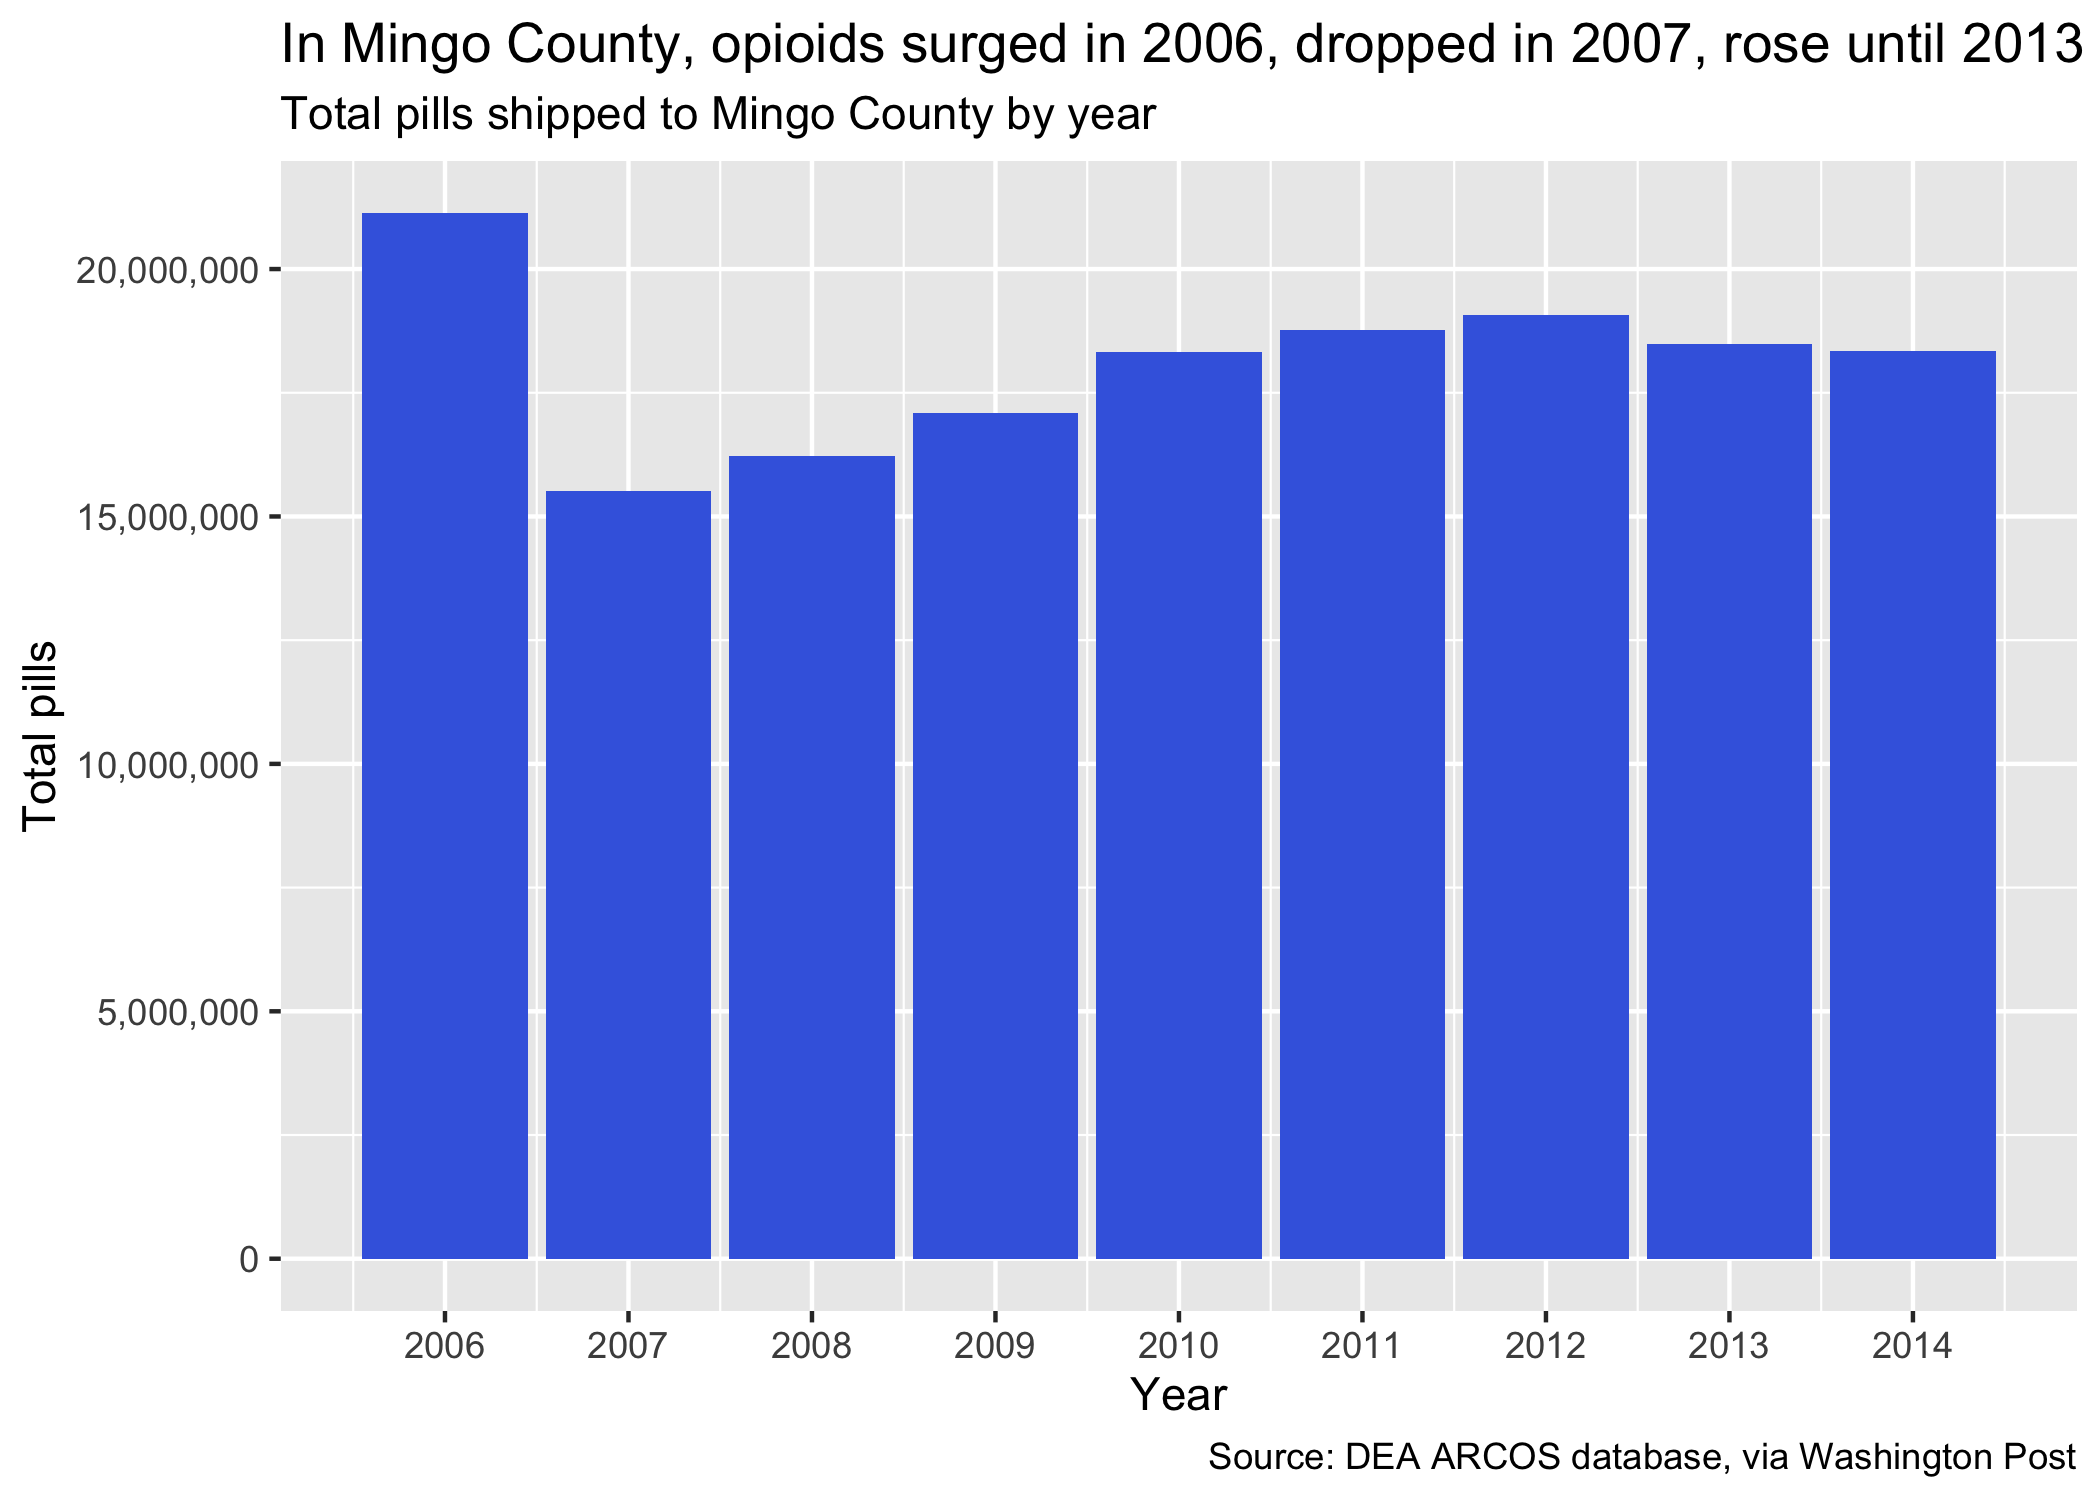 In Mingo County, opioids surged in 2006, dropped in 2007, rose until 2013
Total pills shipped to Mingo County by year
Total pills
20,000,000
15,000,000
10,000,000
5,000,000
0
2006 2007 2008 2009 2010 2011 2012 2013 2014
Year
Source: DEA ARCOS database, via Washington Post